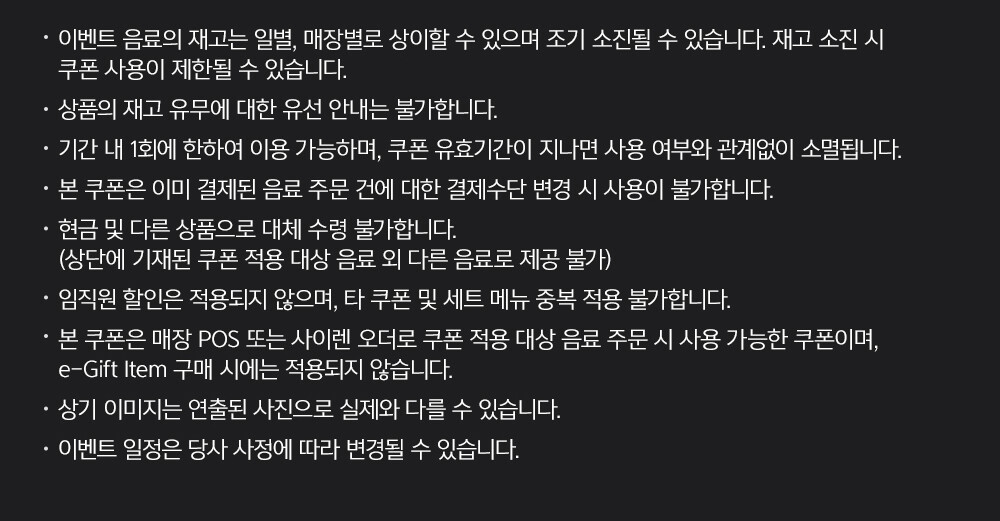 · 이벤트 음료의 재고는 일별, 매장별로 상이할 수 있으며 조기 소진될 수 있습니다. 재고 소진 시
쿠폰 사용이 제한될 수 있습니다.
· 상품의 재고 유무에 대한 유선 안내는 불가합니다.
· 기간 내 1회에 한하여 이용 가능하며, 쿠폰 유효기간이 지나면 사용 여부와 관계없이 소멸됩니다.
· 본 쿠폰은 이미 결제된 음료 주문 건에 대한 결제수단 변경 시 사용이 불가합니다.
· 현금 및 다른 상품으로 대체 수령 불가합니다.
(상단에 기재된 쿠폰 적용 대상 음료 외 다른 음료로 제공 불가)
· 임직원 할인은 적용되지 않으며, 타 쿠폰 및 세트 메뉴 중복 적용 불가합니다.
· 본 쿠폰은 매장 POS 또는 사이렌 오더로 쿠폰 적용 대상 음료 주문 시 사용 가능한 쿠폰이며,
e-Gift Item 구매 시에는 적용되지 않습니다.
· 상기 이미지는 연출된 사진으로 실제와 다를 수 있습니다.
· 이벤트 일정은 당사 사정에 따라 변경될 수 있습니다.